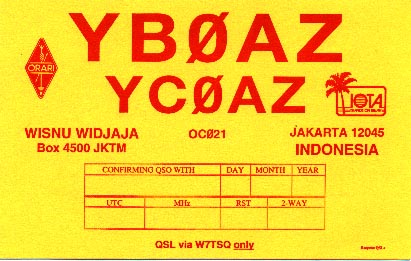 YBØAZ
YCØAZ
ORARI
IOTA
WISNU WIDJAJA
OCØ21
JAKARTA 12045
Box 4500 JKTM
INDONESIA
CONFIRMING QSO WITH DAY MONTH YEAR
UTC MHz RST 2-WAY
QSL via W7TSQ only